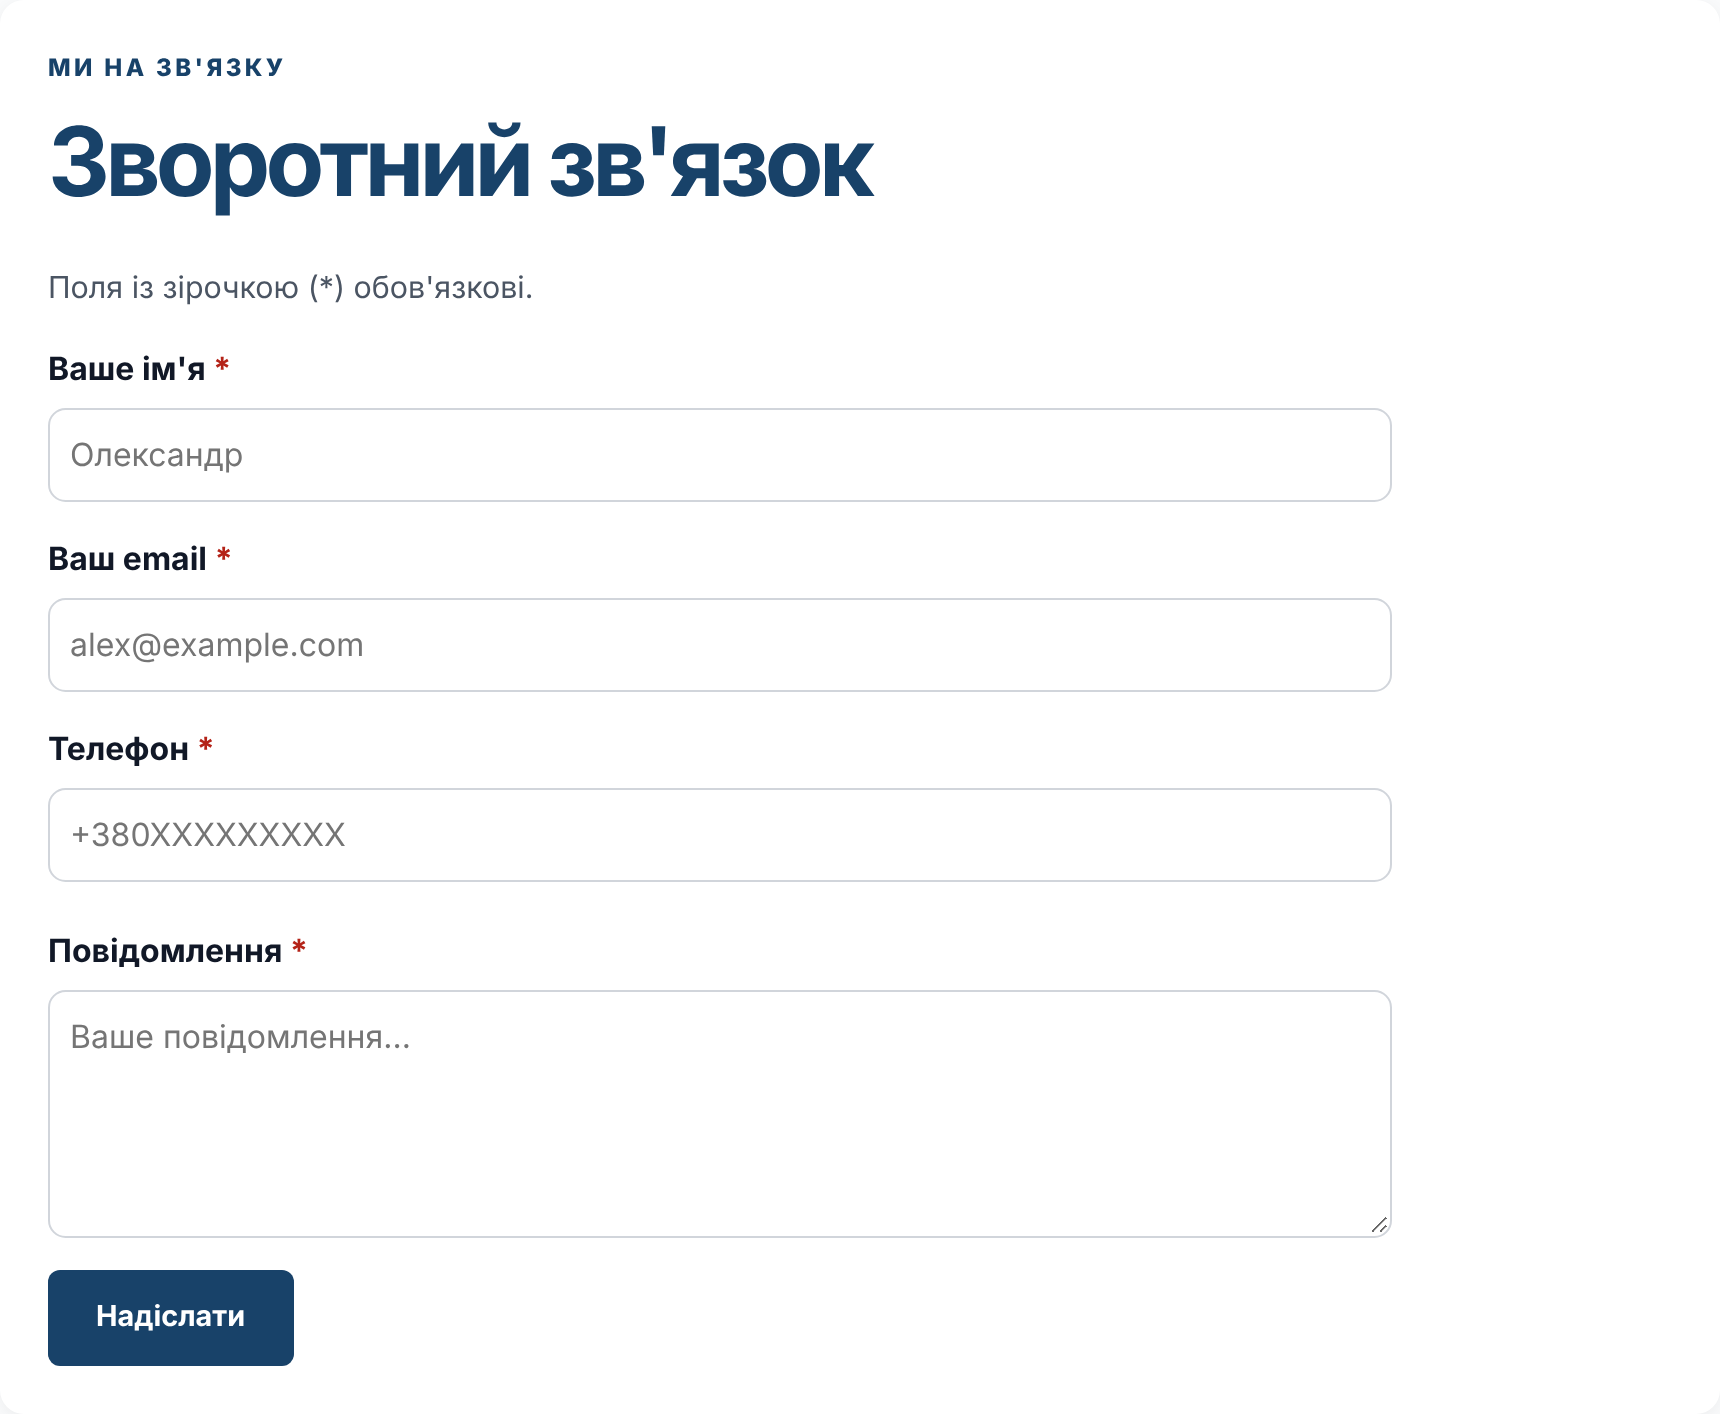 МИ НА ЗВ'ЯЗКУ
Зворотний зв'язок
Поля із зірочкою (*) обов'язкові.
Ваше ім'я *
Олександр
Ваш email *
alex@example.com
Телефон *
+380XXXXXXXXX
Повідомлення *
Ваше повідомлення...
Надіслати